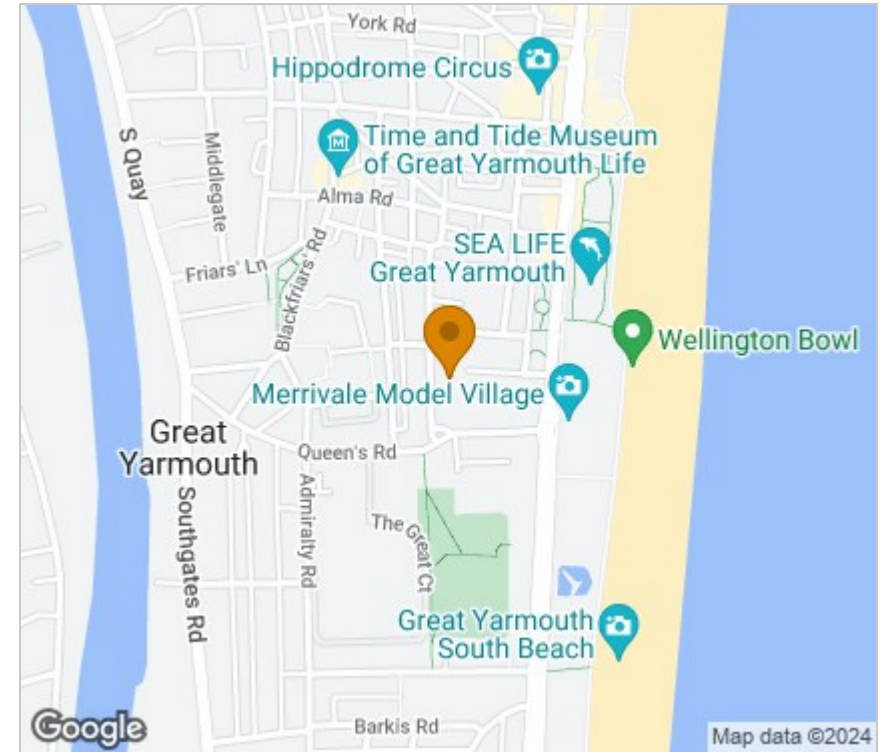 York Rd
Hippodrome Circus
S Quay
Middlegate
Time and Tide Museum
of Great Yarmouth Life
Alma Rd
SEA LIFE
Great Yarmouth
Friars' Ln
Blackfriars' Rd
Wellington Bowl
Merrivale Model Village
Great
Yarmouth
Queen's Rd
Southgates Rd
Admiralty Rd
The Great Ct
Great Yarmouth
South Beach
Barkis Rd
Google
Map data ©2024